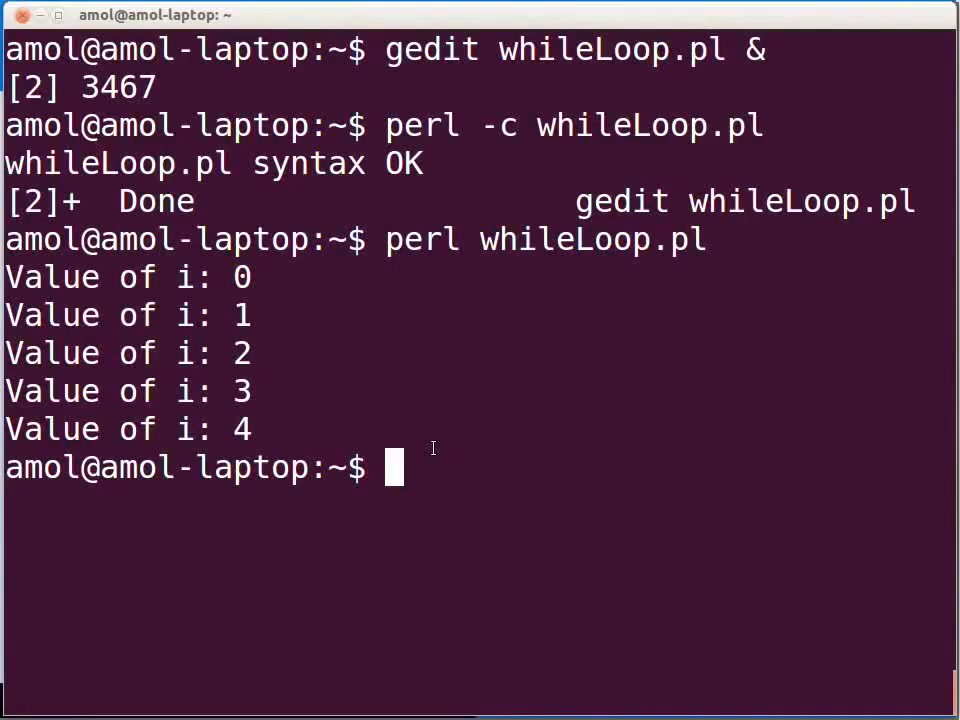 amol@amol-laptop: ~
amol@amol-laptop:~$ gedit whileLoop.pl &
[2] 3467
amol@amol-laptop:~$ perl -c whileLoop.pl
whileLoop.pl syntax OK
[2]+  Done                    gedit whileLoop.pl
amol@amol-laptop:~$ perl whileLoop.pl
Value of i: 0
Value of i: 1
Value of i: 2
Value of i: 3
Value of i: 4
amol@amol-laptop:~$